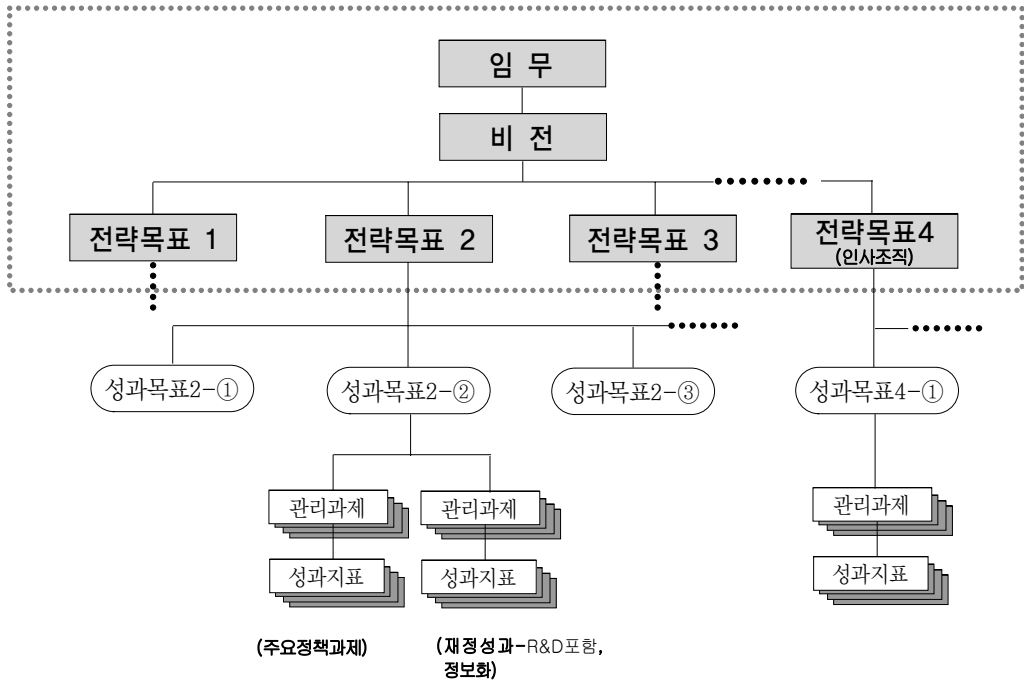 임 무
비 전
전략목표 1
전략목표 2
전략목표 3
전략목표4
(인사조직)
성과목표2-①
성과목표2-②
성과목표2-③
성과목표4-①
관리과제
관리과제
관리과제
성과지표
성과지표
성과지표
(주요정책과제)
(재정성과-R&D포함,
정보화)